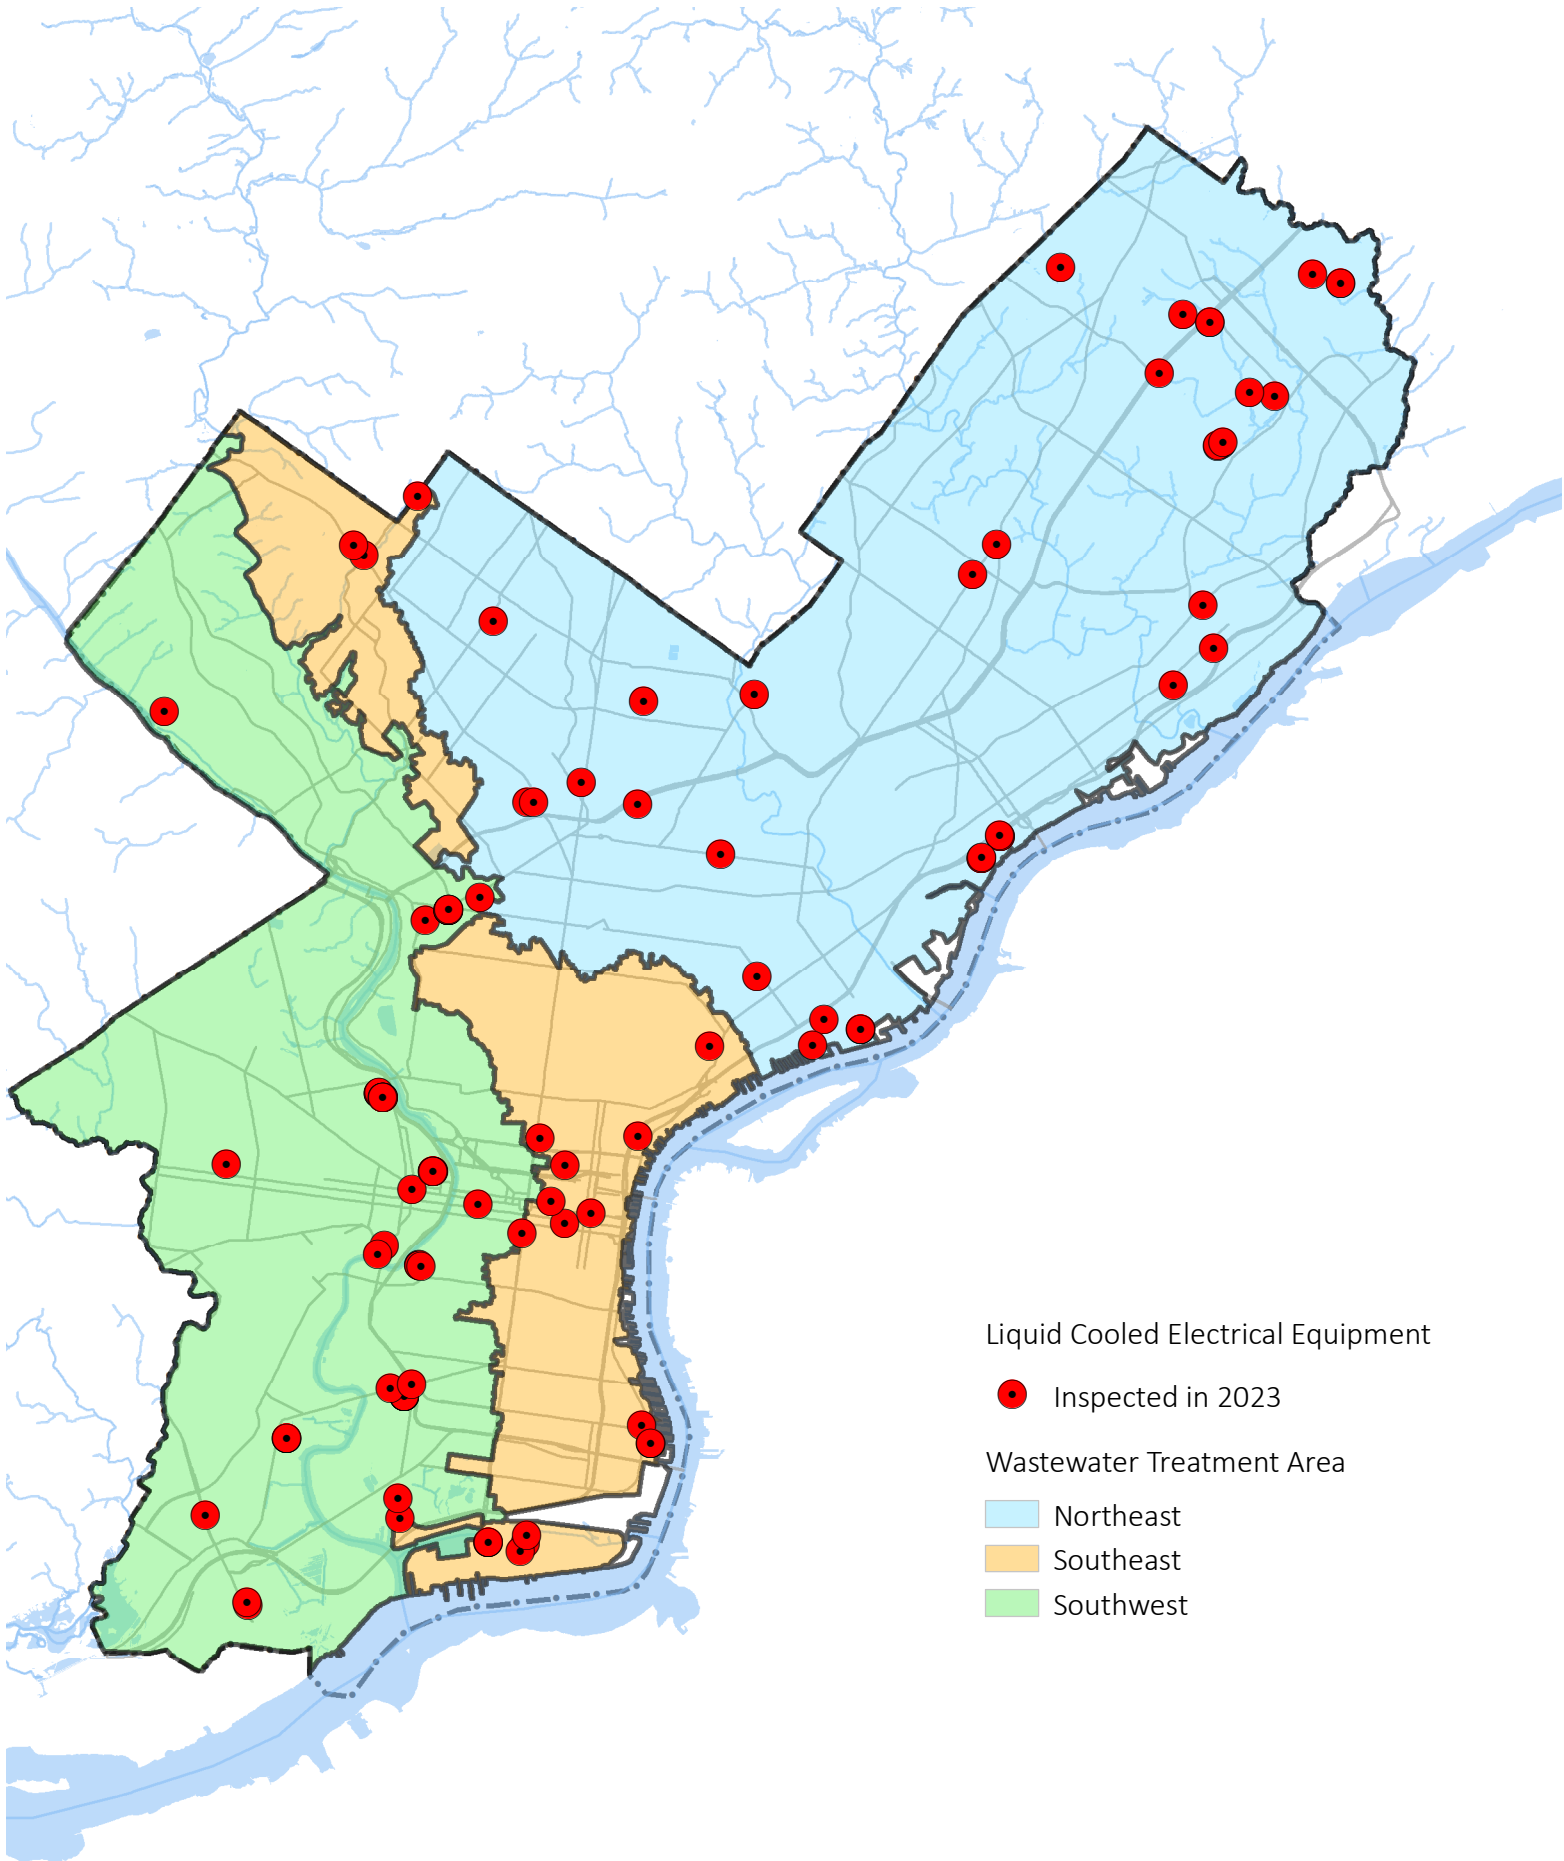 Liquid Cooled Electrical Equipment
Inspected in 2023
Wastewater Treatment Area
Northeast
Southeast
Southwest